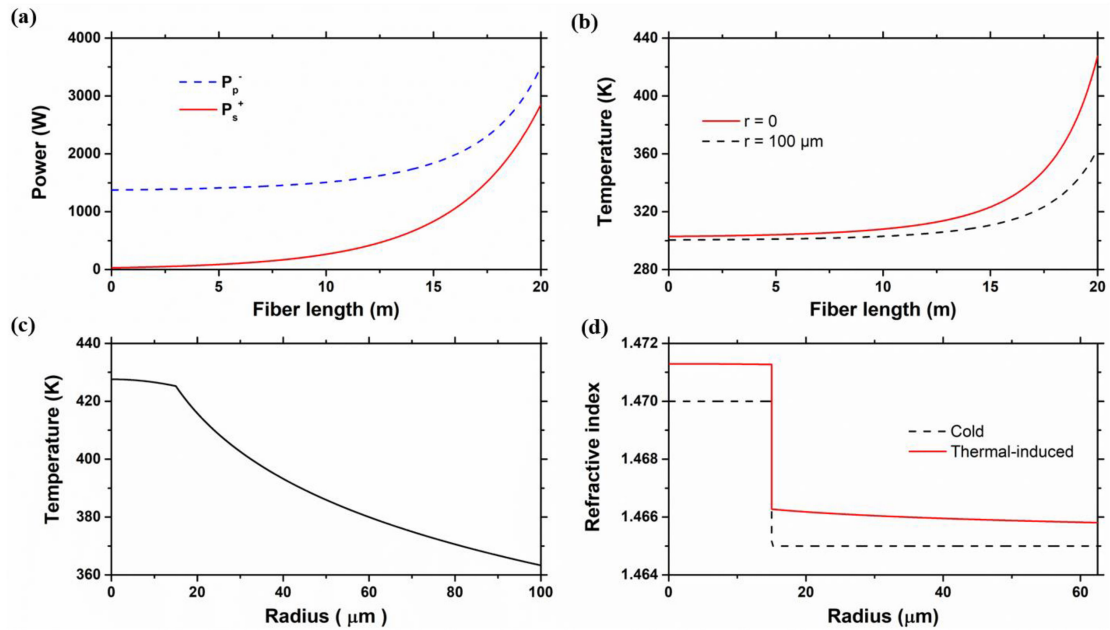 (a)
4000
3000
2000
1000
0
Power (W)
P_p^-
P_s^+
0 5 10 15 20
Fiber length (m)
(b)
440
400
360
320
280
Temperature (K)
r = 0
r = 100 μm
0 5 10 15 20
Fiber length (m)
(c)
440
420
400
380
360
Temperature (K)
0 20 40 60 80 100
Radius ( μm )
(d)
1.472
1.470
1.468
1.466
1.464
Refractive index
Cold
Thermal-induced
0 20 40 60
Radius (μm)